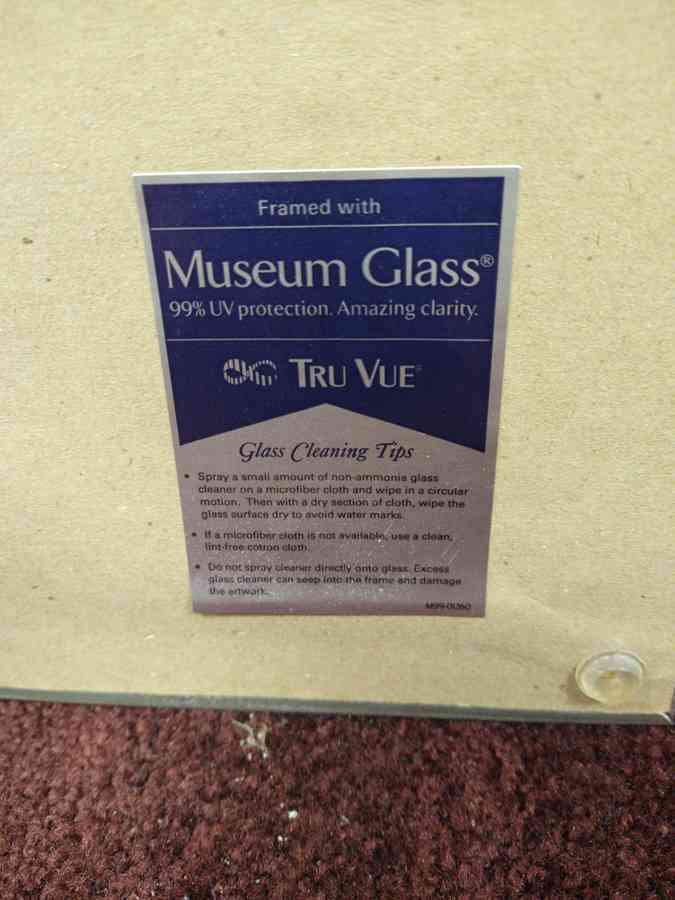 Framed with
Museum Glass®
99% UV protection. Amazing clarity.
TRU VUE®
Glass Cleaning Tips
• Spray a small amount of non-ammonia glass
cleaner on a microfiber cloth and wipe in a circular
motion. Then with a dry section of cloth, wipe the
glass surface dry to avoid water marks.
• If a microfiber cloth is not available, use a clean,
lint-free cotton cloth.
• Do not spray cleaner directly onto glass. Excess
glass cleaner can seep into the frame and damage
the artwork.
M99-01260